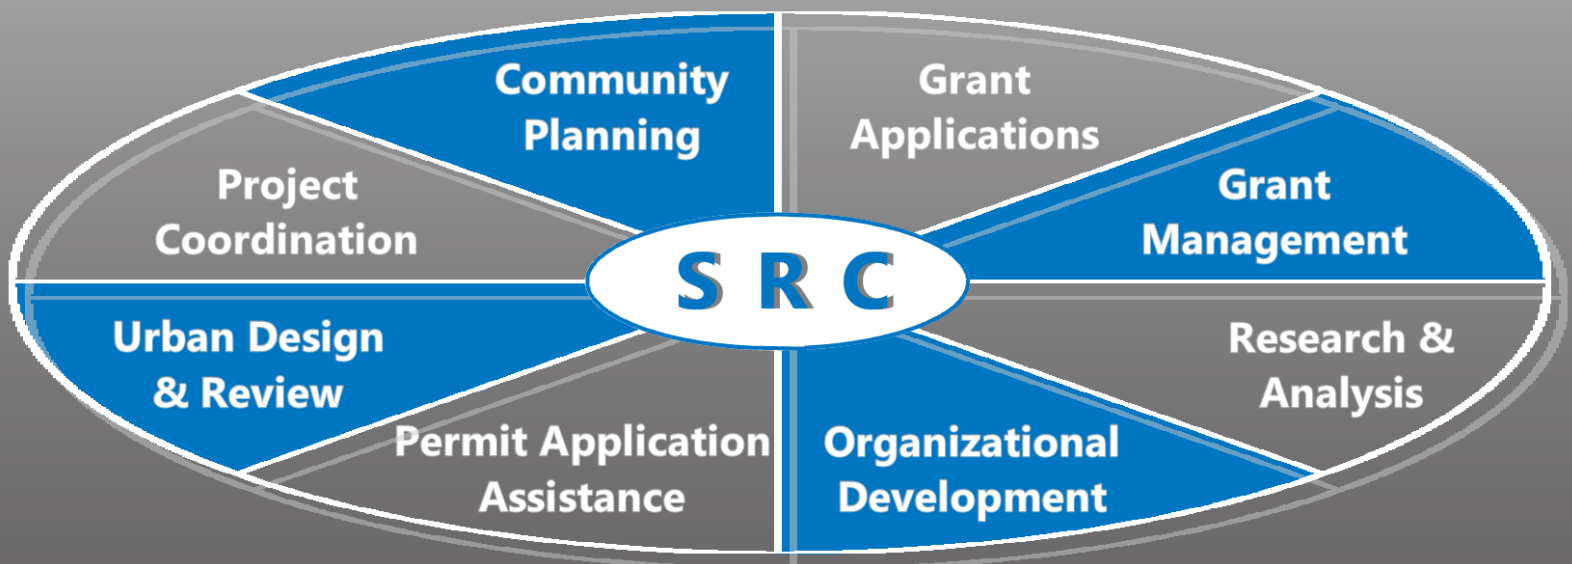 Community
Planning
Grant
Applications
Project
Coordination
Grant
Management
S R C
Urban Design
& Review
Research &
Analysis
Permit Application
Assistance
Organizational
Development